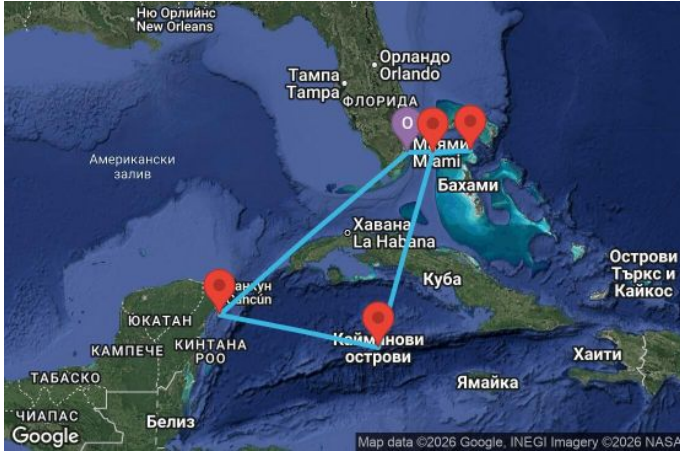 Ню Орлийнс
New Orleans
Орландо
Orlando
Тампа
Tampa
ФЛОРИДА
O
Маями
Miami
Американски
залив
Бахами
Хавана
La Habana
Острови
Търкс и
Кайкос
Куба
Канкун
Cancún
ЮКАТАН
Кайманови
острови
КАМПЕЧЕ
КИНТАНА
РОО
Хаити
ТАБАСКО
Ямайка
ЧИАПАС
Белиз
Google
Map data ©2026 Google, INEGI Imagery ©2026 NASA